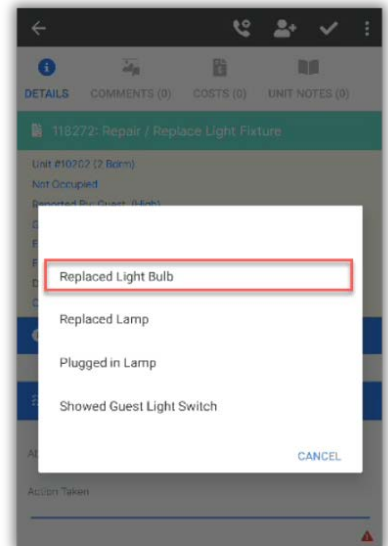 DETAILS COMMENTS (0) COSTS (0) UNIT NOTES (0)
118272: Repair / Replace Light Fixture
Unit #10202 (2 Bdrm)
Not Occupied
Reported By: Guest (High)
Replaced Light Bulb
Replaced Lamp
Plugged in Lamp
Showed Guest Light Switch
CANCEL
Action Taken